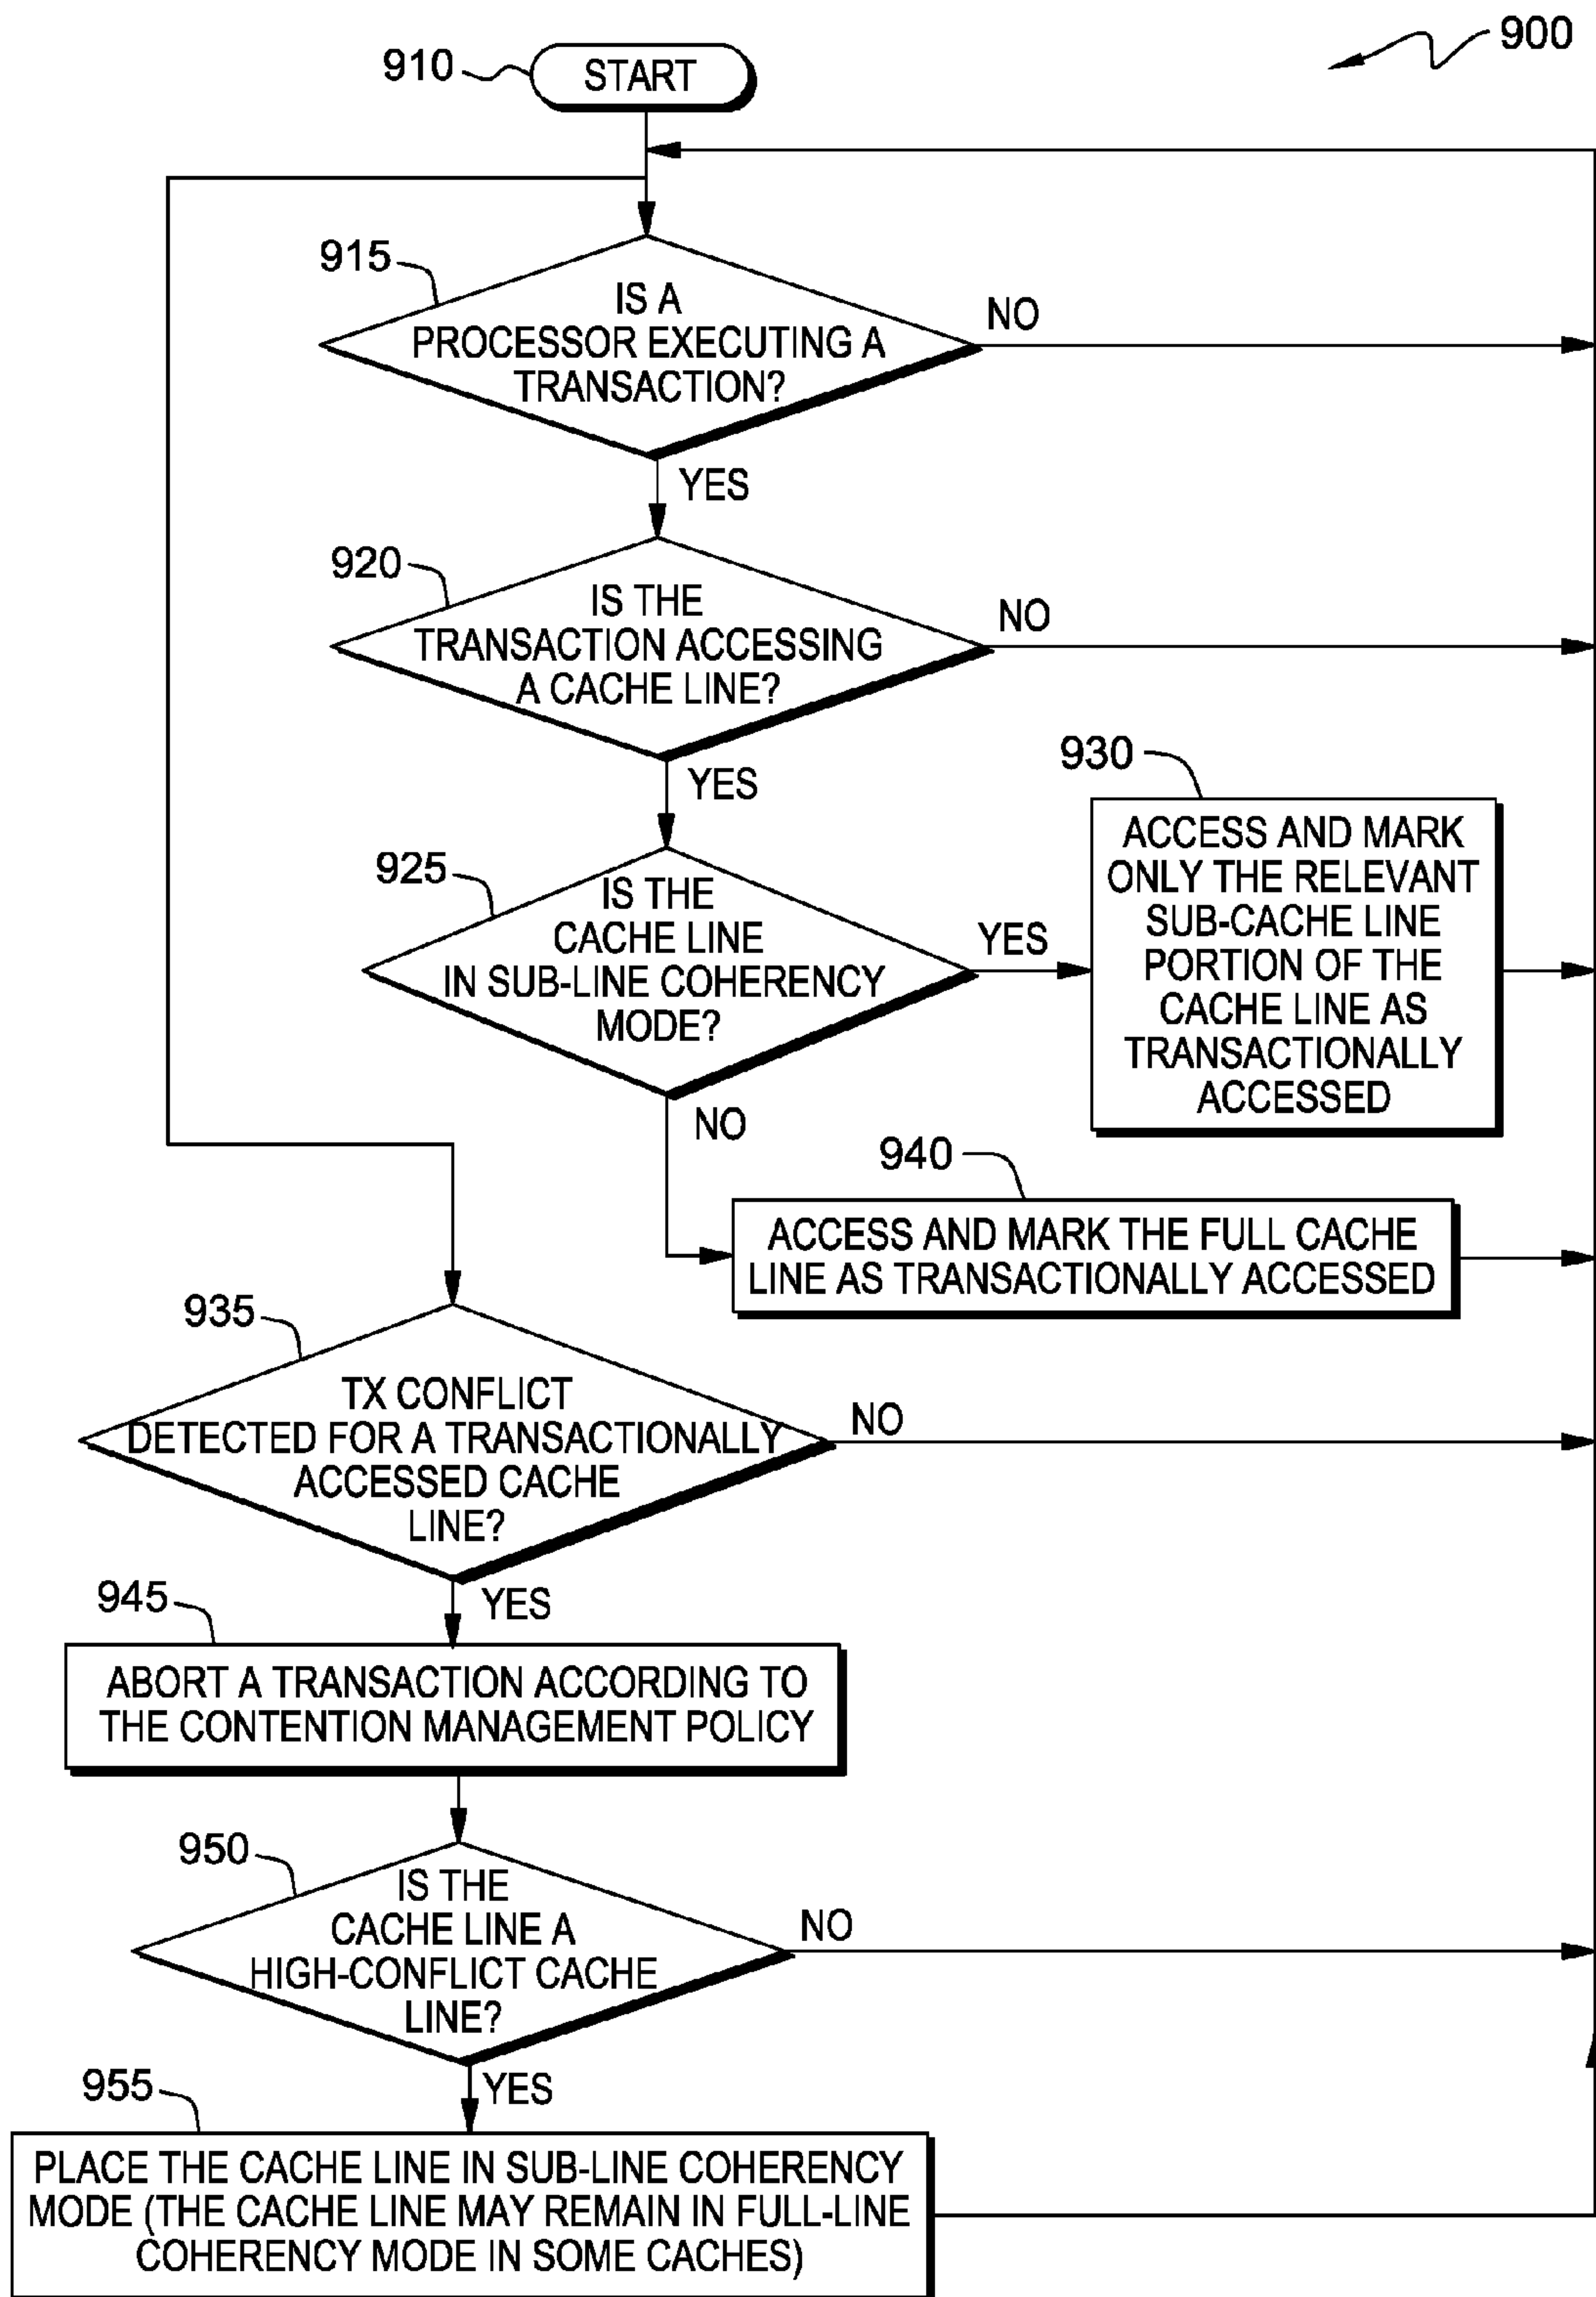 900
910
START
915
IS A
PROCESSOR EXECUTING A
TRANSACTION?
NO
YES
920
IS THE
TRANSACTION ACCESSING
A CACHE LINE?
NO
YES
925
IS THE
CACHE LINE
IN SUB-LINE COHERENCY
MODE?
YES
NO
930
ACCESS AND MARK
ONLY THE RELEVANT
SUB-CACHE LINE
PORTION OF THE
CACHE LINE AS
TRANSACTIONALLY
ACCESSED
940
ACCESS AND MARK THE FULL CACHE
LINE AS TRANSACTIONALLY ACCESSED
935
TX CONFLICT
DETECTED FOR A TRANSACTIONALLY
ACCESSED CACHE
LINE?
NO
YES
945
ABORT A TRANSACTION ACCORDING TO
THE CONTENTION MANAGEMENT POLICY
950
IS THE
CACHE LINE A
HIGH-CONFLICT CACHE
LINE?
NO
YES
955
PLACE THE CACHE LINE IN SUB-LINE COHERENCY
MODE (THE CACHE LINE MAY REMAIN IN FULL-LINE
COHERENCY MODE IN SOME CACHES)